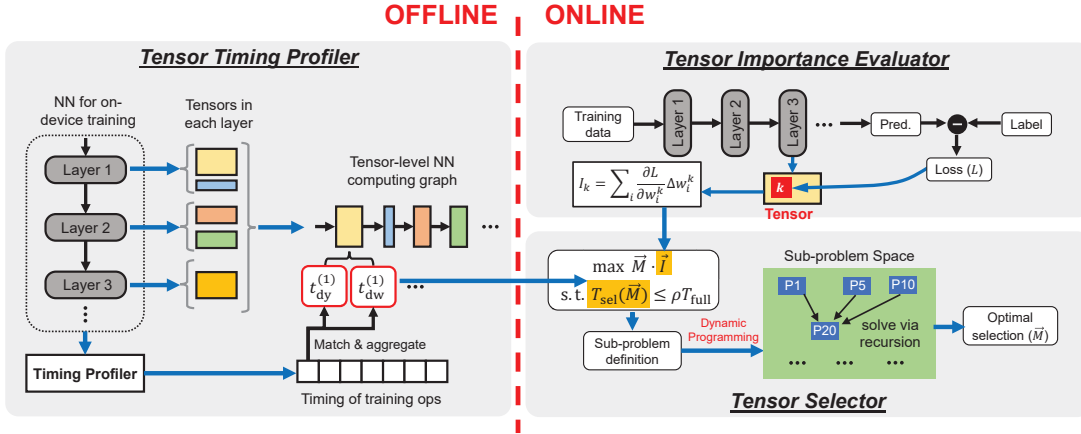 OFFLINE
ONLINE
Tensor Timing Profiler
NN for on-
device training
Tensors in
each layer
Layer 1
Layer 2
Layer 3
Tensor-level NN
computing graph
...
t_dy^(1)
t_dw^(1)
...
Match & aggregate
Timing Profiler
Timing of training ops
Tensor Importance Evaluator
Training
data
Layer 1
Layer 2
Layer 3
...
Pred.
−
Label
Loss (L)
I_k = ∑_i ∂L/∂w_i^k Δw_i^k
k
Tensor
max M⃗ · I⃗
s. t. T_sel(M⃗) ≤ ρT_full
Sub-problem
definition
Dynamic
Programming
Sub-problem Space
P1
P5
P10
P20
solve via
recursion
... ... ...
Optimal
selection (M⃗)
Tensor Selector